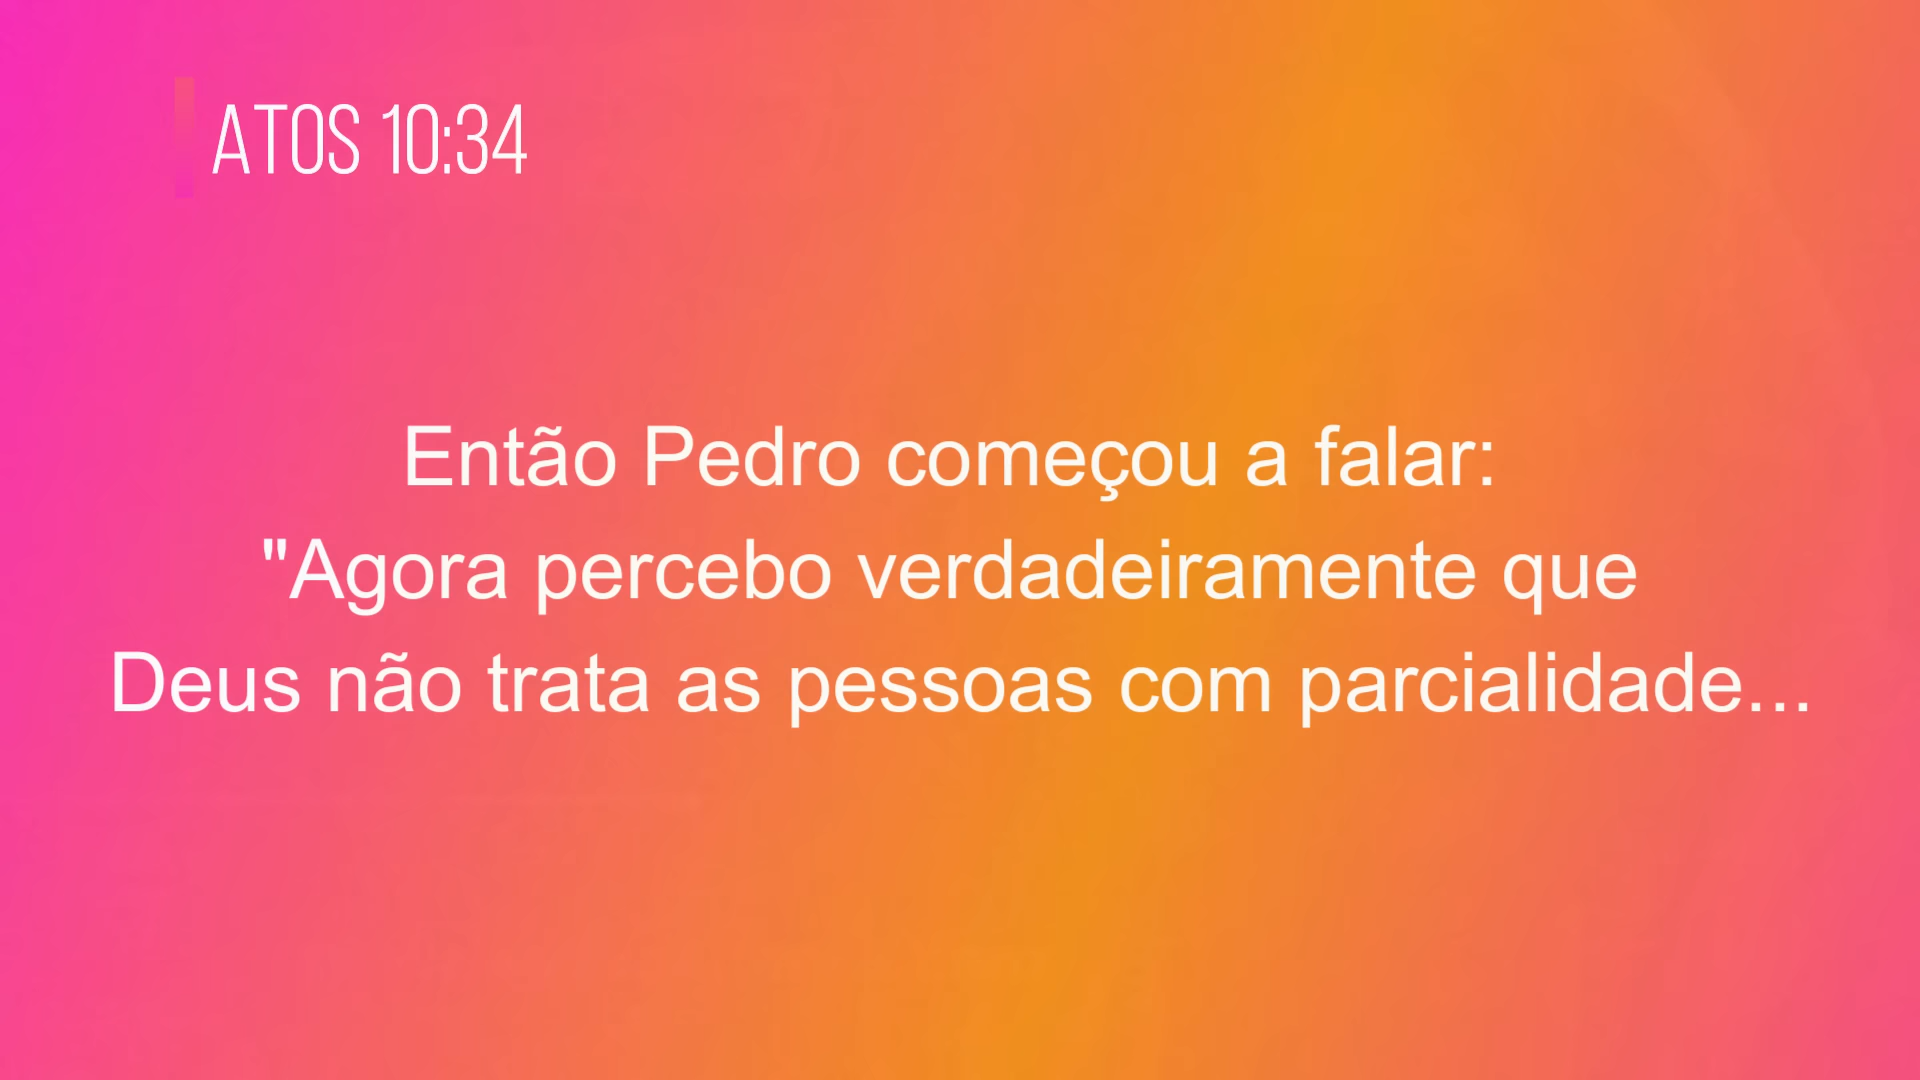 ATOS 10:34
Então Pedro começou a falar:
"Agora percebo verdadeiramente que
Deus não trata as pessoas com parcialidade...